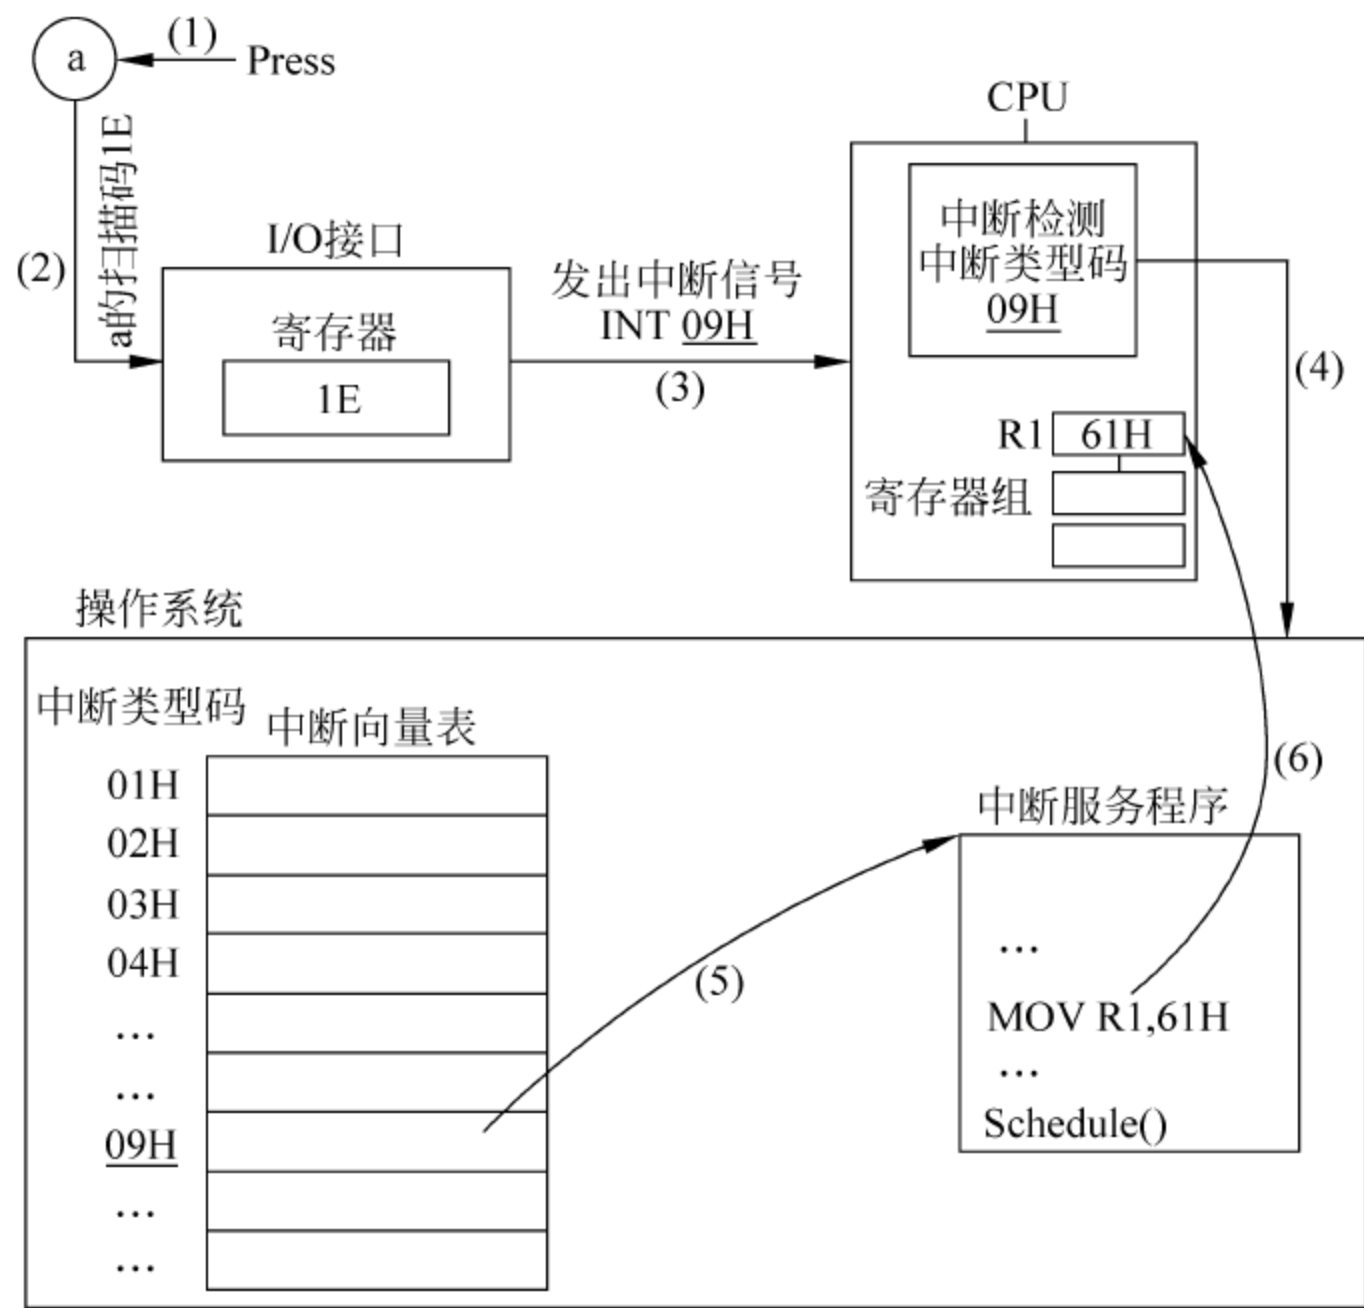 a
(1)
Press
(2)
a的扫描码1E
I/O接口
寄存器
1E
发出中断信号
INT 09H
(3)
CPU
中断检测
中断类型码
09H
(4)
R1
61H
寄存器组
操作系统
中断类型码
中断向量表
01H
02H
03H
04H
…
…
09H
…
…
(5)
(6)
中断服务程序
…
MOV R1,61H
…
Schedule()